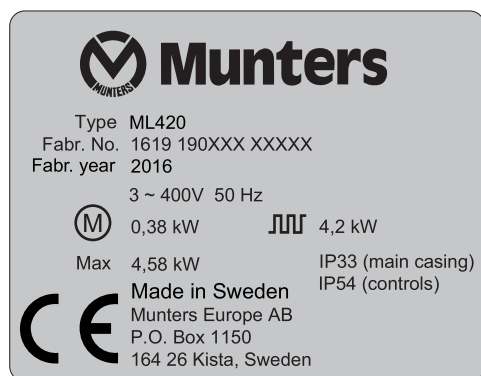 MUNTERS
Munters
Type ML420
Fabr. No. 1619 190XXX XXXXX
Fabr. year 2016
3 ~ 400V 50 Hz
M 0,38 kW 4,2 kW
Max 4,58 kW IP33 (main casing)
IP54 (controls)
CE Made in Sweden
Munters Europe AB
P.O. Box 1150
164 26 Kista, Sweden